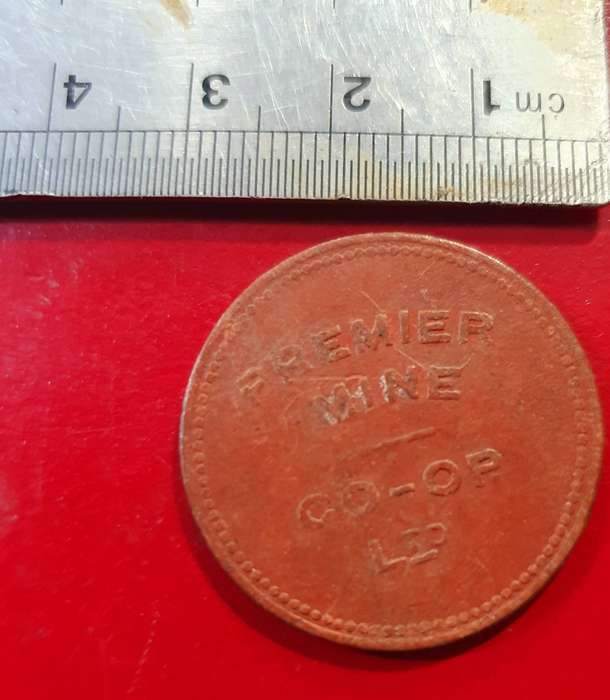 4 3 2 1 cm
PREMIER
MINE
CO-OP
LTD